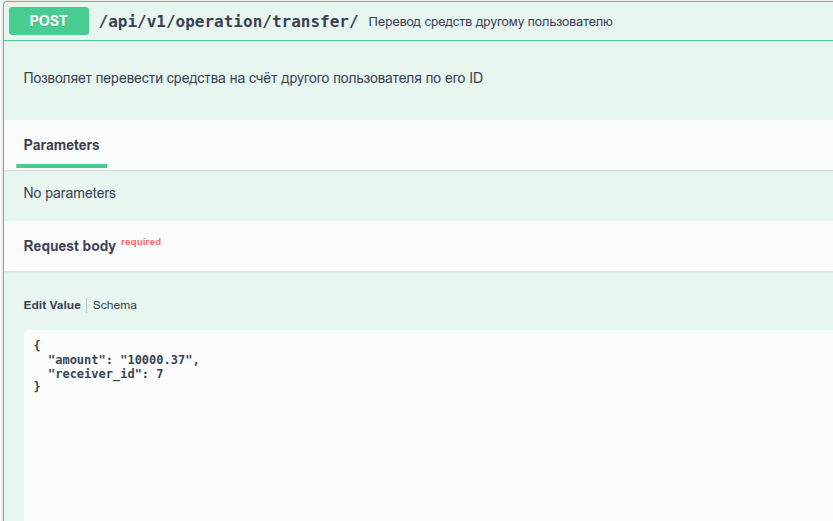 POST /api/v1/operation/transfer/ Перевод средств другому пользователю
Позволяет перевести средства на счёт другого пользователя по его ID
Parameters
No parameters
Request body required
Edit Value | Schema
{
  "amount": "10000.37",
  "receiver_id": 7
}